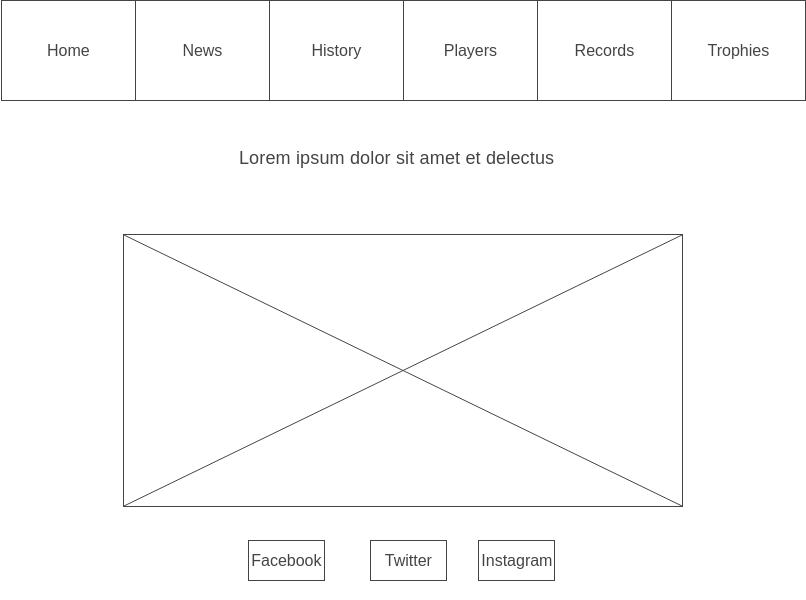 Home News History Players Records Trophies
Lorem ipsum dolor sit amet et delectus
Facebook Twitter Instagram